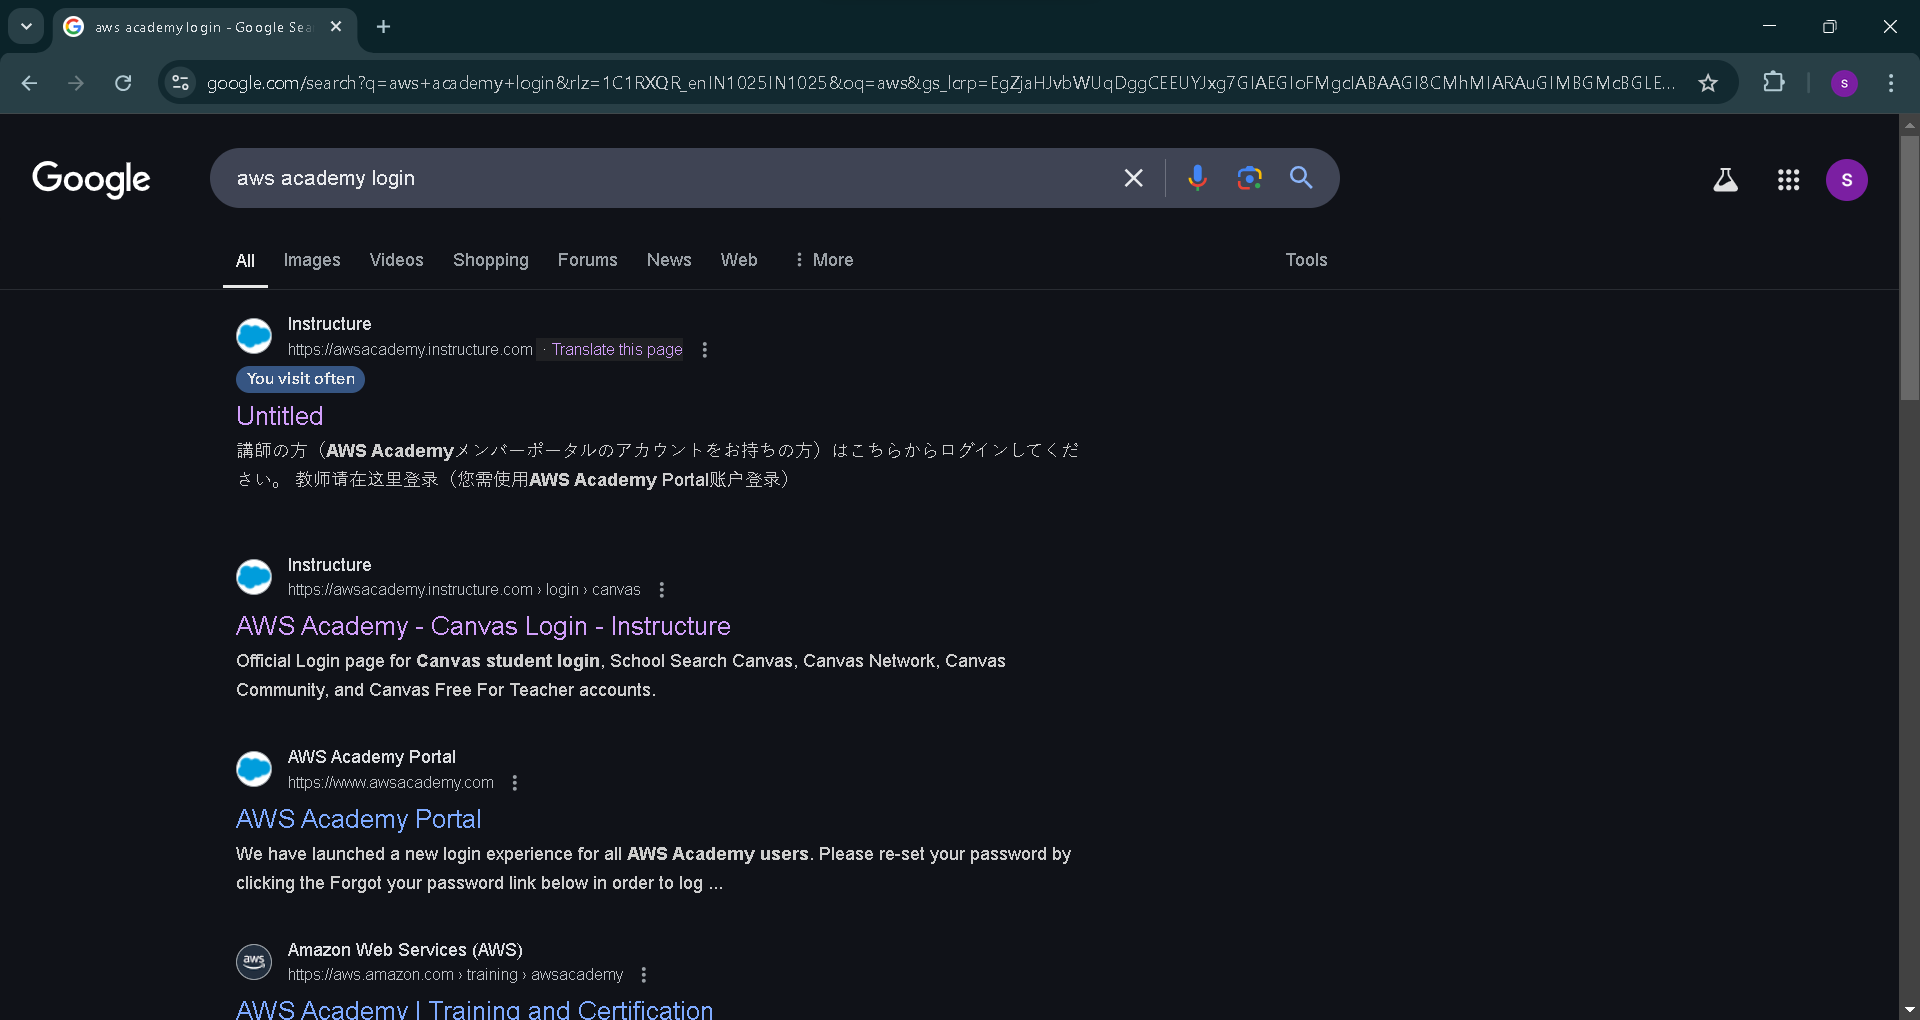 aws academy login - Google Sea
google.com/search?q=aws+academy+login&rlz=1C1RXQR_enIN1025IN1025&oq=aws&gs_lcrp=EgZjaHJvbWUqDggCEEUYJxg7GIAEGIoFMgcIABAAGI8CMhMIARAuGIMBGMcBGLE...
S
Google
aws academy login
S
All Images Videos Shopping Forums News Web More Tools
Instructure
https://awsacademy.instructure.com · Translate this page
You visit often
Untitled
講師の方（AWS Academyメンバーポータルのアカウントをお持ちの方）はこちらからログインしてくだ
さい。 教师请在这里登录（您需使用AWS Academy Portal账户登录）
Instructure
https://awsacademy.instructure.com › login › canvas
AWS Academy - Canvas Login - Instructure
Official Login page for Canvas student login, School Search Canvas, Canvas Network, Canvas
Community, and Canvas Free For Teacher accounts.
AWS Academy Portal
https://www.awsacademy.com
AWS Academy Portal
We have launched a new login experience for all AWS Academy users. Please re-set your password by
clicking the Forgot your password link below in order to log ...
aws
Amazon Web Services (AWS)
https://aws.amazon.com › training › awsacademy
AWS Academy | Training and Certification